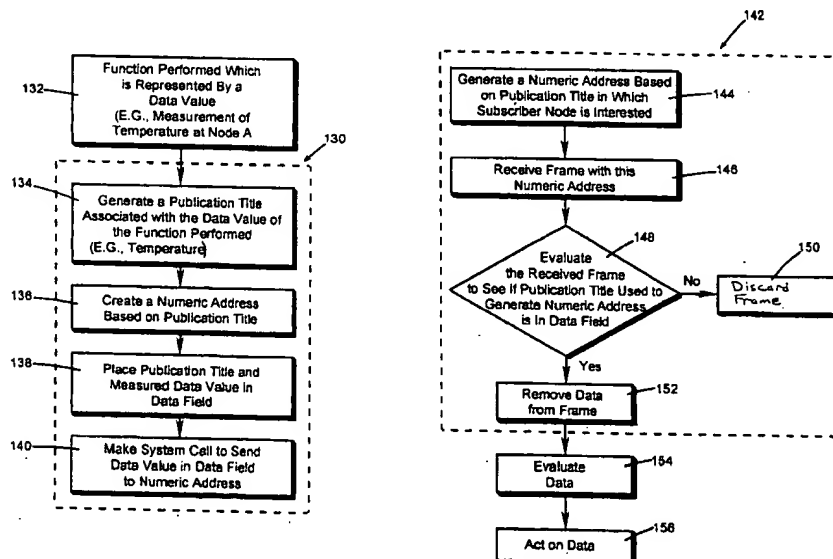 132
Function Performed Which
is Represented By a
Data Value
(E.G., Measurement of
Temperature at Node A
130
134
Generate a Publication Title
Associated with the Data Value of
the Function Performed
(E.G., Temperature)
136
Create a Numeric Address
Based on Publication Title
138
Place Publication Title and
Measured Data Value in
Data Field
140
Make System Call to Send
Data Value in Data Field
to Numeric Address
142
Generate a Numeric Address Based
on Publication Title in Which
Subscriber Node is Interested
144
Receive Frame with this
Numeric Address
146
148
Evaluate
the Received Frame
to See If Publication Title Used to
Generate Numeric Address
is in Data Field
No
150
Discard
Frame
Yes
Remove Data
from Frame
152
Evaluate
Data
154
Act on Data
156